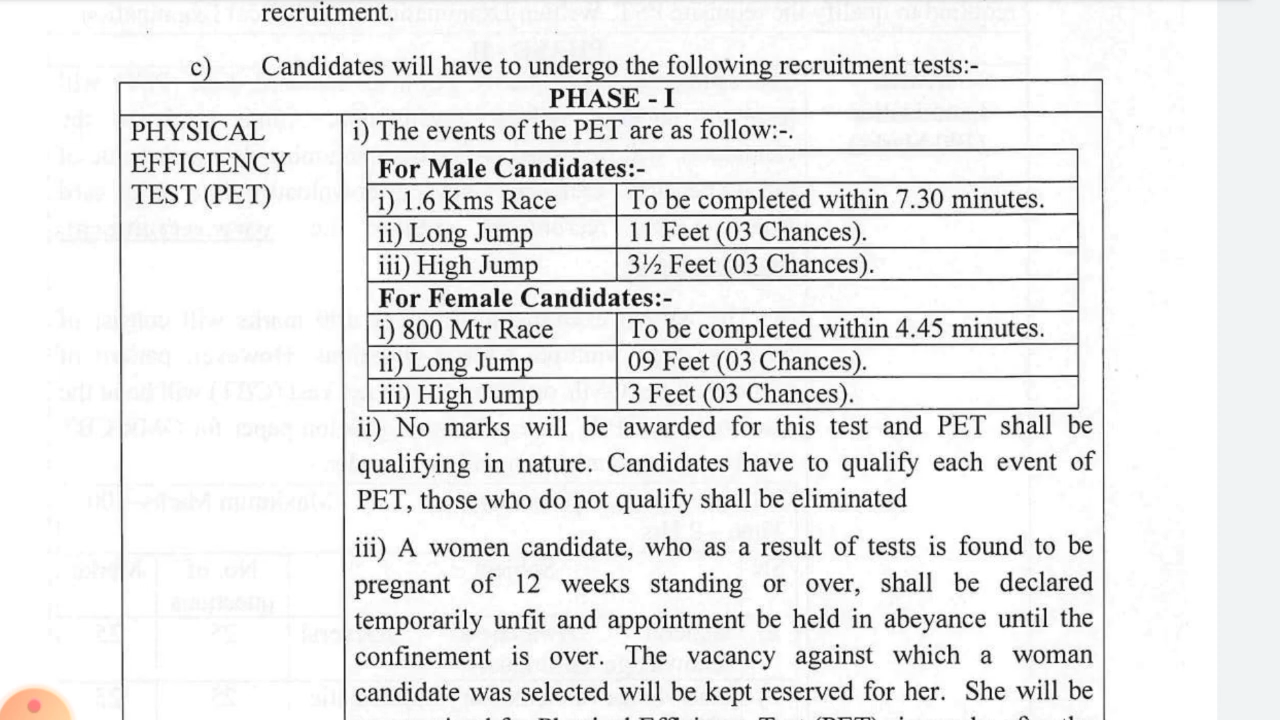 recruitment.
c) Candidates will have to undergo the following recruitment tests:-
PHASE - I
PHYSICAL
EFFICIENCY
TEST (PET)
i) The events of the PET are as follow:-.
For Male Candidates:-
i) 1.6 Kms Race To be completed within 7.30 minutes.
ii) Long Jump 11 Feet (03 Chances).
iii) High Jump 3½ Feet (03 Chances).
For Female Candidates:-
i) 800 Mtr Race To be completed within 4.45 minutes.
ii) Long Jump 09 Feet (03 Chances).
iii) High Jump 3 Feet (03 Chances).
ii) No marks will be awarded for this test and PET shall be
qualifying in nature. Candidates have to qualify each event of
PET, those who do not qualify shall be eliminated
iii) A women candidate, who as a result of tests is found to be
pregnant of 12 weeks standing or over, shall be declared
temporarily unfit and appointment be held in abeyance until the
confinement is over. The vacancy against which a woman
candidate was selected will be kept reserved for her. She will be